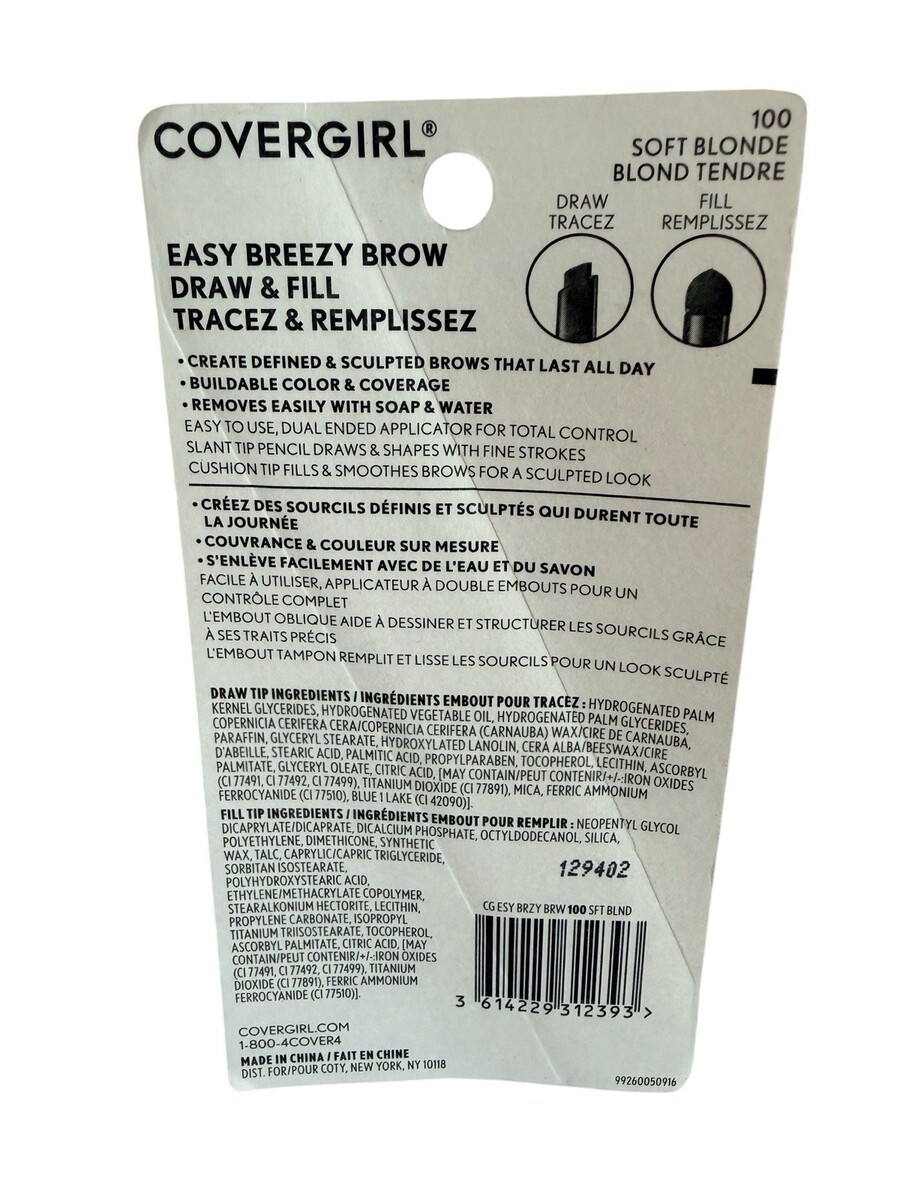 COVERGIRL®
100
SOFT BLONDE
BLOND TENDRE
DRAW
TRACEZ
FILL
REMPLISSEZ
EASY BREEZY BROW
DRAW & FILL
TRACEZ & REMPLISSEZ
• CREATE DEFINED & SCULPTED BROWS THAT LAST ALL DAY
• BUILDABLE COLOR & COVERAGE
• REMOVES EASILY WITH SOAP & WATER
EASY TO USE, DUAL ENDED APPLICATOR FOR TOTAL CONTROL
SLANT TIP PENCIL DRAWS & SHAPES WITH FINE STROKES
CUSHION TIP FILLS & SMOOTHES BROWS FOR A SCULPTED LOOK
• CRÉEZ DES SOURCILS DÉFINIS ET SCULPTÉS QUI DURENT TOUTE
LA JOURNÉE
• COUVRANCE & COULEUR SUR MESURE
• S'ENLÈVE FACILEMENT AVEC DE L'EAU ET DU SAVON
FACILE À UTILISER, APPLICATEUR À DOUBLE EMBOUTS POUR UN
CONTRÔLE COMPLET
L'EMBOUT OBLIQUE AIDE À DESSINER ET STRUCTURER LES SOURCILS GRÂCE
À SES TRAITS PRÉCIS
L'EMBOUT TAMPON REMPLIT ET LISSE LES SOURCILS POUR UN LOOK SCULPTÉ
DRAW TIP INGREDIENTS / INGRÉDIENTS EMBOUT POUR TRACEZ : HYDROGENATED PALM
KERNEL GLYCERIDES, HYDROGENATED VEGETABLE OIL, HYDROGENATED PALM GLYCERIDES,
COPERNICIA CERIFERA CERA/COPERNICIA CERIFERA (CARNAUBA) WAX/CIRE DE CARNAUBA,
PARAFFIN, GLYCERYL STEARATE, HYDROXYLATED LANOLIN, CERA ALBA/BEESWAX/CIRE
D'ABEILLE, STEARIC ACID, PALMITIC ACID, PROPYLPARABEN, TOCOPHEROL, LECITHIN, ASCORBYL
PALMITATE, GLYCERYL OLEATE, CITRIC ACID, [MAY CONTAIN/PEUT CONTENIR/+/-:IRON OXIDES
(CI 77491, CI 77492, CI 77499), TITANIUM DIOXIDE (CI 77891), MICA, FERRIC AMMONIUM
FERROCYANIDE (CI 77510), BLUE 1 LAKE (CI 42090)].
FILL TIP INGREDIENTS / INGRÉDIENTS EMBOUT POUR REMPLIR : NEOPENTYL GLYCOL
DICAPRYLATE/DICAPRATE, DICALCIUM PHOSPHATE, OCTYLDODECANOL, SILICA,
POLYETHYLENE, DIMETHICONE, SYNTHETIC
WAX, TALC, CAPRYLIC/CAPRIC TRIGLYCERIDE,
SORBITAN ISOSTEARATE,
POLYHYDROXYSTEARIC ACID,
ETHYLENE/METHACRYLATE COPOLYMER,
STEARALKONIUM HECTORITE, LECITHIN,
PROPYLENE CARBONATE, ISOPROPYL
TITANIUM TRIISOSTEARATE, TOCOPHEROL,
ASCORBYL PALMITATE, CITRIC ACID, [MAY
CONTAIN/PEUT CONTENIR/+/-:IRON OXIDES
(CI 77491, CI 77492, CI 77499), TITANIUM
DIOXIDE (CI 77891), FERRIC AMMONIUM
FERROCYANIDE (CI 77510)].
129402
CG ESY BRZY BRW 100 SFT BLND
3 614229 312393 >
COVERGIRL.COM
1-800-4COVER4
MADE IN CHINA / FAIT EN CHINE
DIST. FOR/POUR COTY, NEW YORK, NY 10118
99260050916